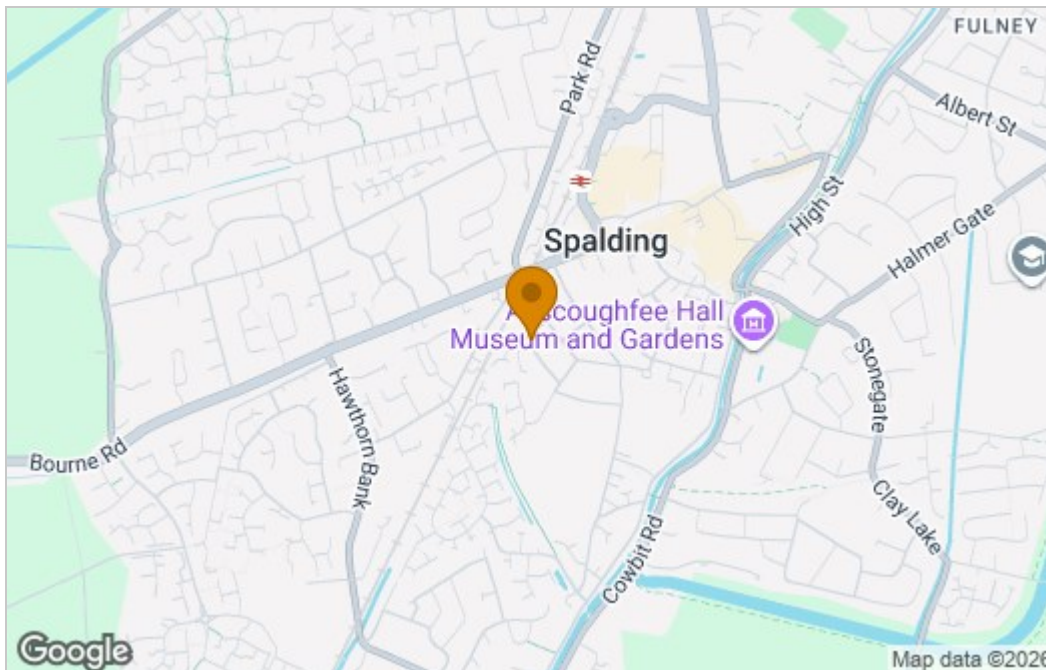 FULNEY
Park Rd
Albert St
High St
Spalding
Halmer Gate
Ayscoughfee Hall
Museum and Gardens
Stonegate
Hawthorn Bank
Bourne Rd
Clay Lake
Cowbit Rd
Google
Map data ©2026